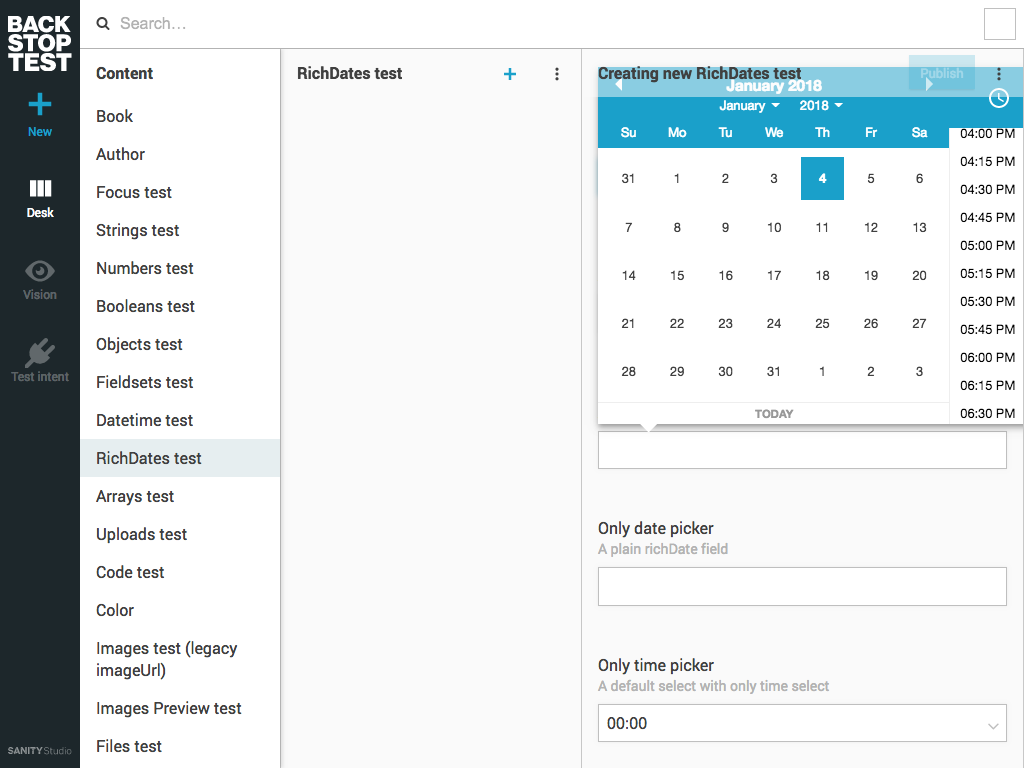 BACK
STOP
TEST
New
Desk
Vision
Test intent
SANITY Studio
Search…
Content
Book
Author
Focus test
Strings test
Numbers test
Booleans test
Objects test
Fieldsets test
Datetime test
RichDates test
Arrays test
Uploads test
Code test
Color
Images test (legacy
imageUrl)
Images Preview test
Files test
RichDates test
Creating new RichDates test
Publish
January 2018
January 2018
Su Mo Tu We Th Fr Sa
31 1 2 3 4 5 6
7 8 9 10 11 12 13
14 15 16 17 18 19 20
21 22 23 24 25 26 27
28 29 30 31 1 2 3
TODAY
04:00 PM
04:15 PM
04:30 PM
04:45 PM
05:00 PM
05:15 PM
05:30 PM
05:45 PM
06:00 PM
06:15 PM
06:30 PM
Only date picker
A plain richDate field
Only time picker
A default select with only time select
00:00